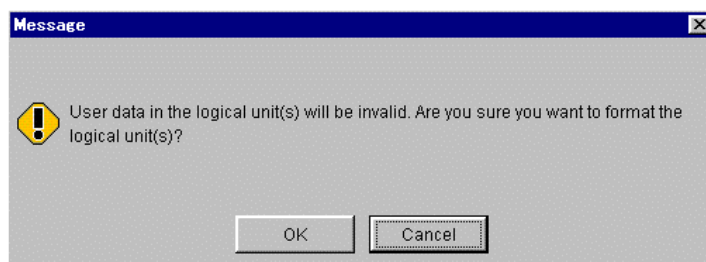 Message
User data in the logical unit(s) will be invalid. Are you sure you want to format the
logical unit(s)?
OK
Cancel